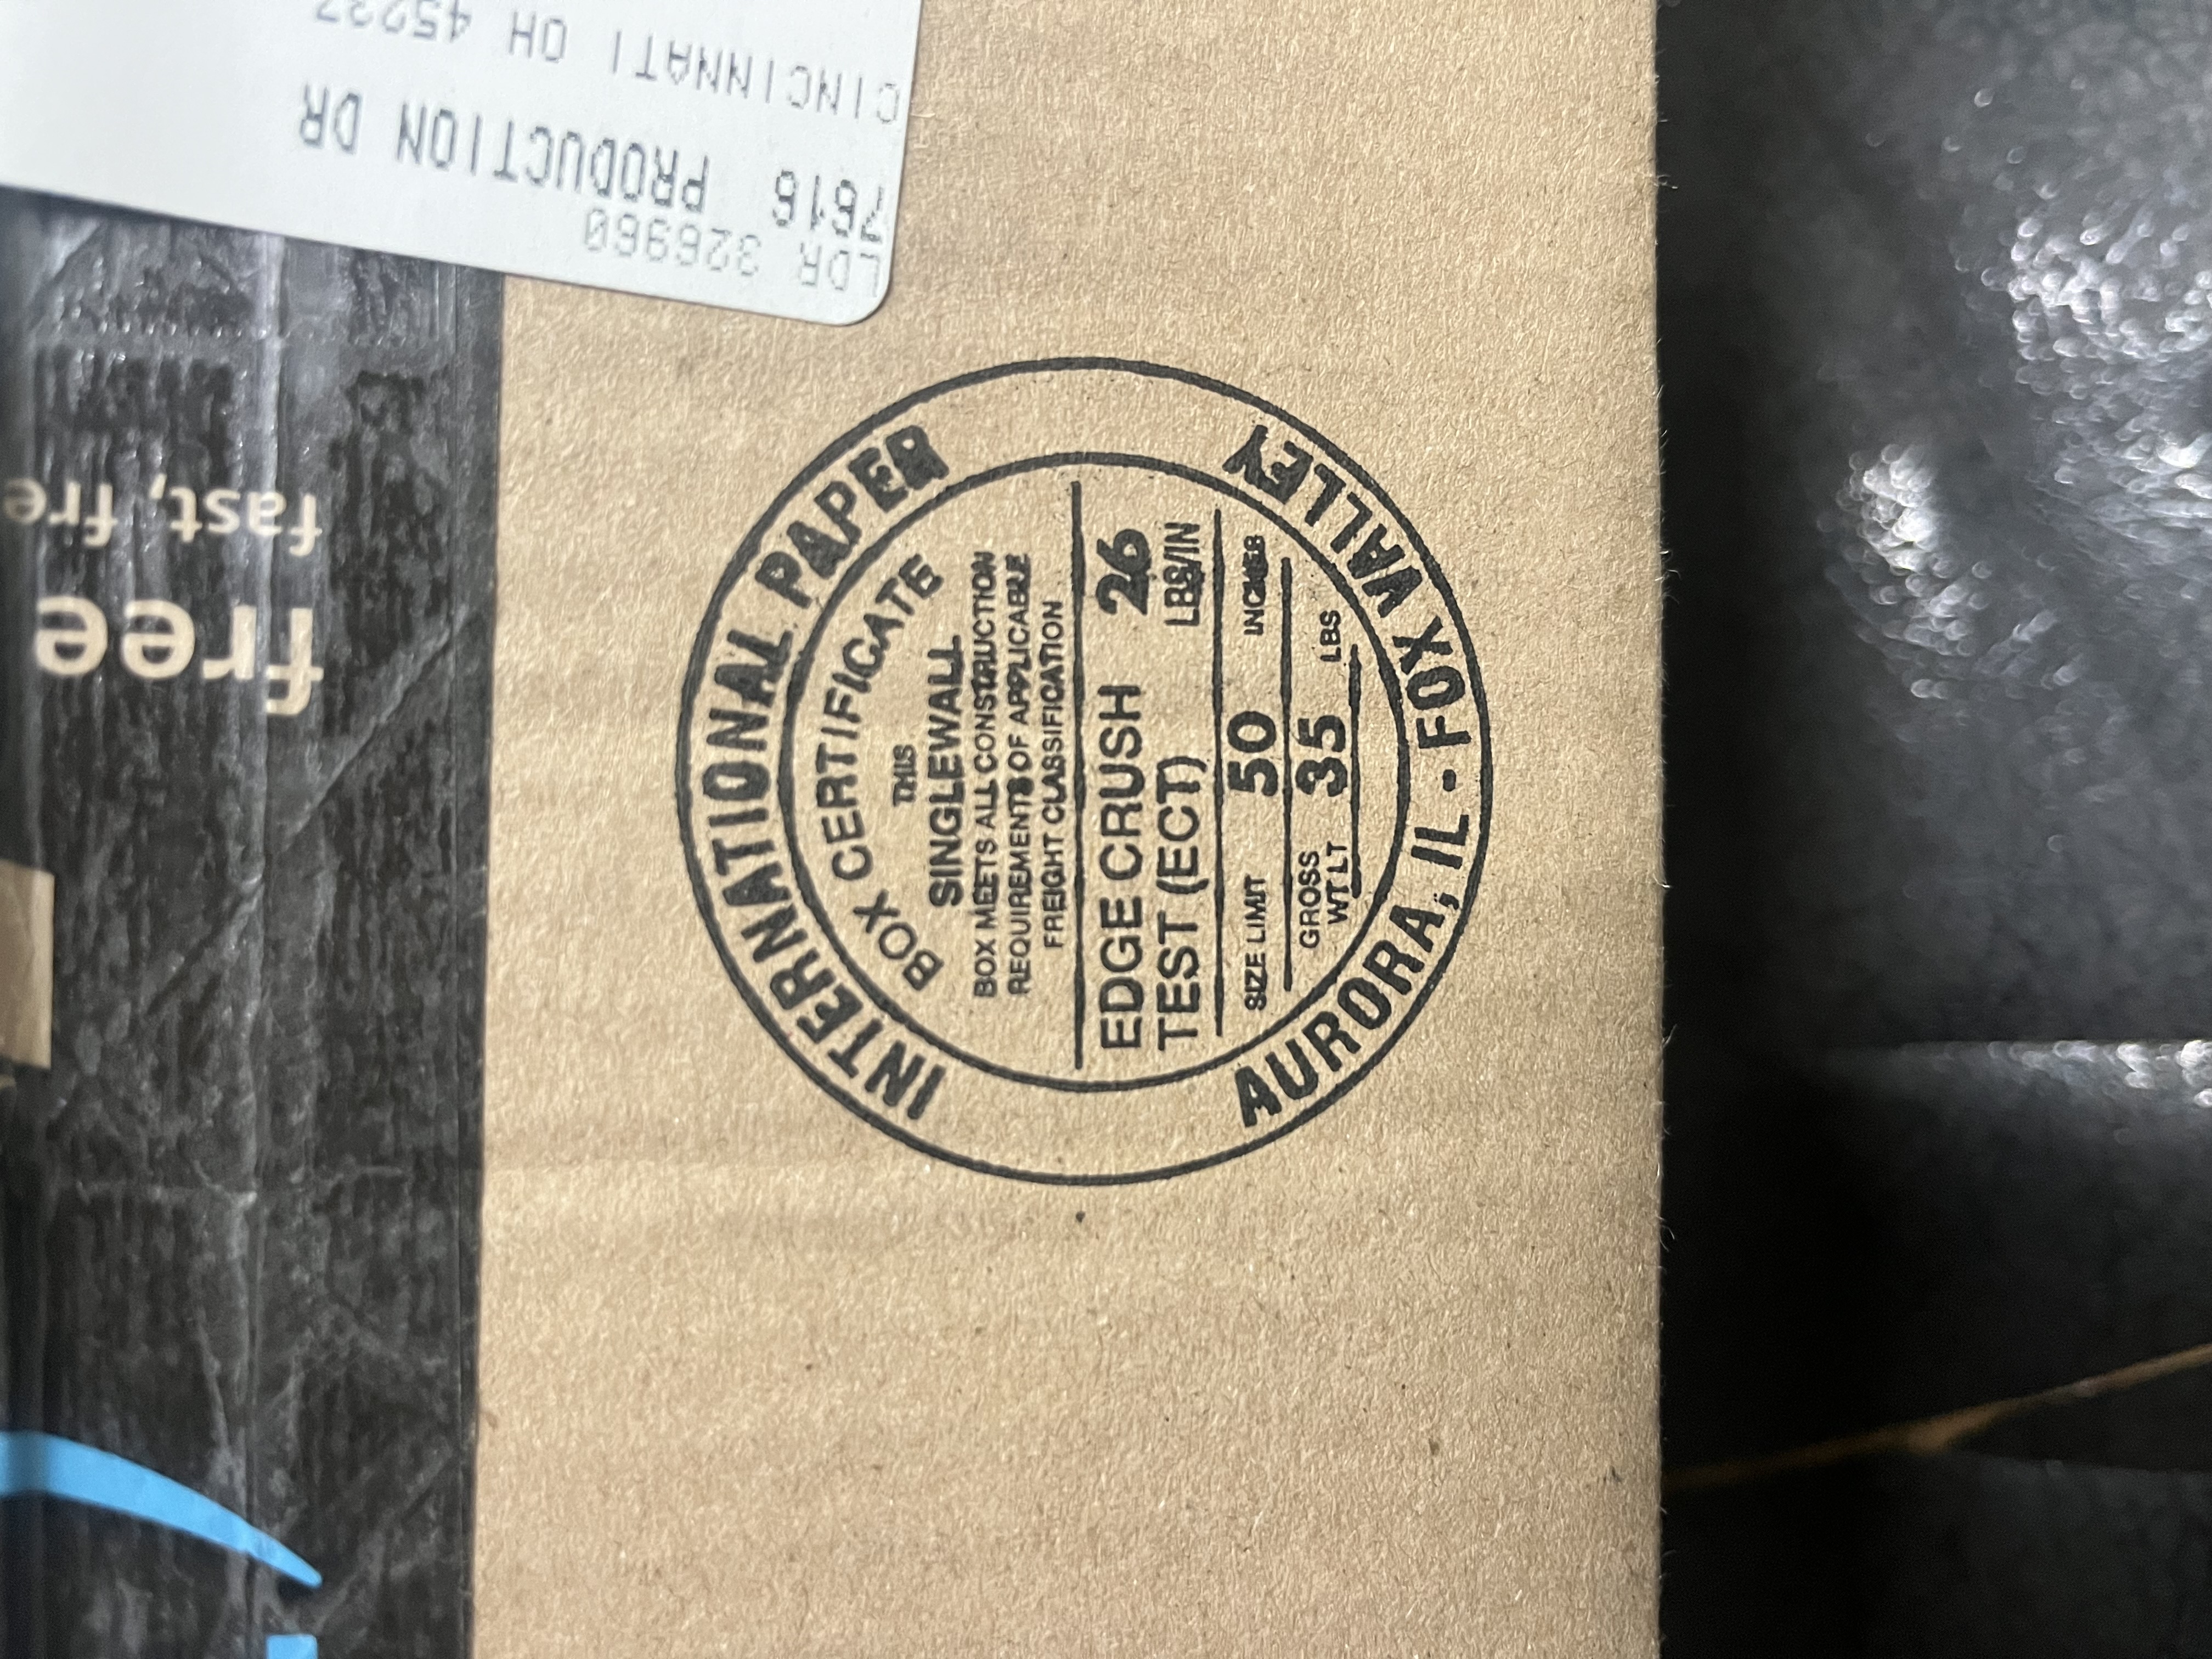 INTERNATIONAL PAPER
BOX CERTIFICATE
THIS
SINGLEWALL
BOX MEETS ALL CONSTRUCTION
REQUIREMENTS OF APPLICABLE
FREIGHT CLASSIFICATION
EDGE CRUSH 26
TEST (ECT) LBS/IN
SIZE LIMIT 50 INCHES
GROSS 35 LBS
WT LT
AURORA, IL - FOX VALLEY
LDR 326960
7616 PRODUCTION DR
CINCINNATI OH 45237
free
fast,